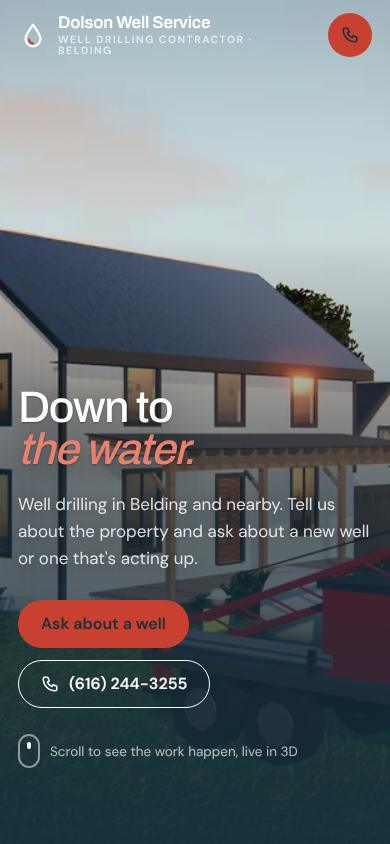 Dolson Well Service
WELL DRILLING CONTRACTOR ·
BELDING
Down to
the water.
Well drilling in Belding and nearby. Tell us
about the property and ask about a new well
or one that's acting up.
Ask about a well
(616) 244-3255
Scroll to see the work happen, live in 3D